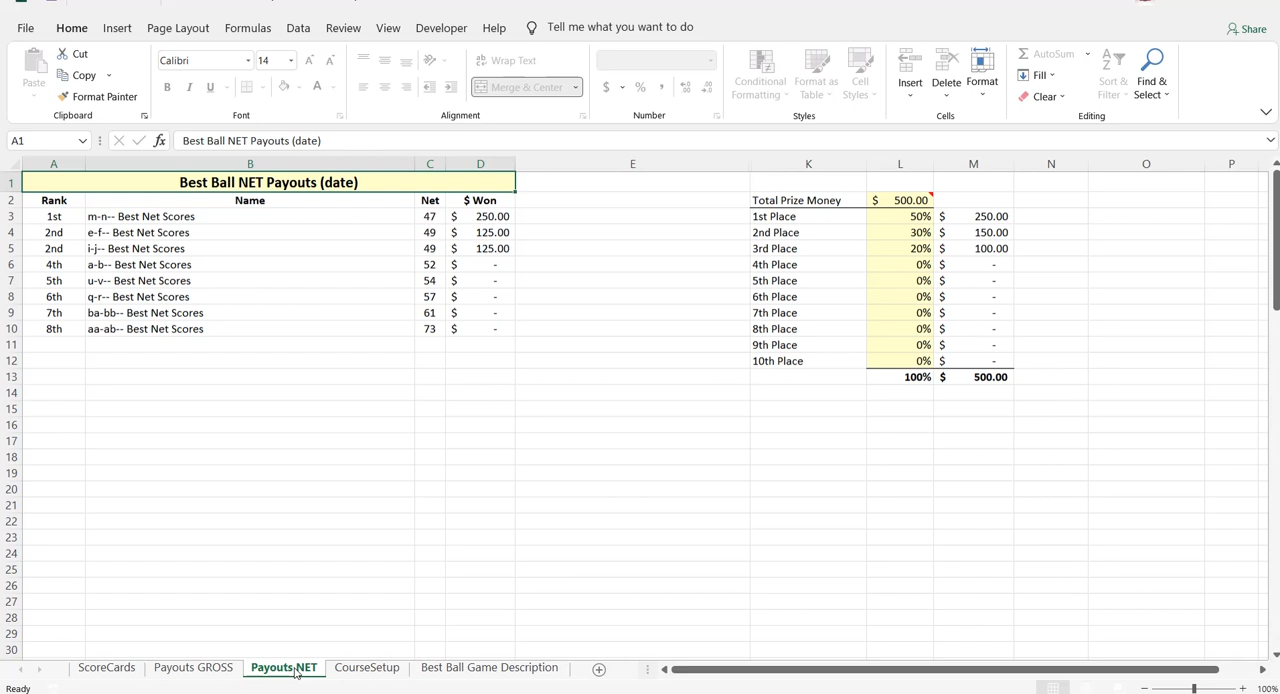 File Home Insert Page Layout Formulas Data Review View Developer Help Tell me what you want to do Share
Paste Cut Copy Format Painter Clipboard
Calibri 14 A A B I U A Font
Wrap Text Merge & Center Alignment
$ % , Number
Conditional Formatting Format as Table Cell Styles Styles
Insert Delete Format Cells
AutoSum Fill Clear Sort & Filter Find & Select Editing
A1 fx Best Ball NET Payouts (date)
A B C D E K L M N O P
1 Best Ball NET Payouts (date)
2 Rank Name Net $ Won Total Prize Money $ 500.00
3 1st m-n-- Best Net Scores 47 $ 250.00 1st Place 50% $ 250.00
4 2nd e-f-- Best Net Scores 49 $ 125.00 2nd Place 30% $ 150.00
5 2nd i-j-- Best Net Scores 49 $ 125.00 3rd Place 20% $ 100.00
6 4th a-b-- Best Net Scores 52 $ - 4th Place 0% $ -
7 5th u-v-- Best Net Scores 54 $ - 5th Place 0% $ -
8 6th q-r-- Best Net Scores 57 $ - 6th Place 0% $ -
9 7th ba-bb-- Best Net Scores 61 $ - 7th Place 0% $ -
10 8th aa-ab-- Best Net Scores 73 $ - 8th Place 0% $ -
11 9th Place 0% $ -
12 10th Place 0% $ -
13 100% $ 500.00
14
15
16
17
18
19
20
21
22
23
24
25
26
27
28
29
30
ScoreCards Payouts GROSS Payouts NET CourseSetup Best Ball Game Description
Ready 100%